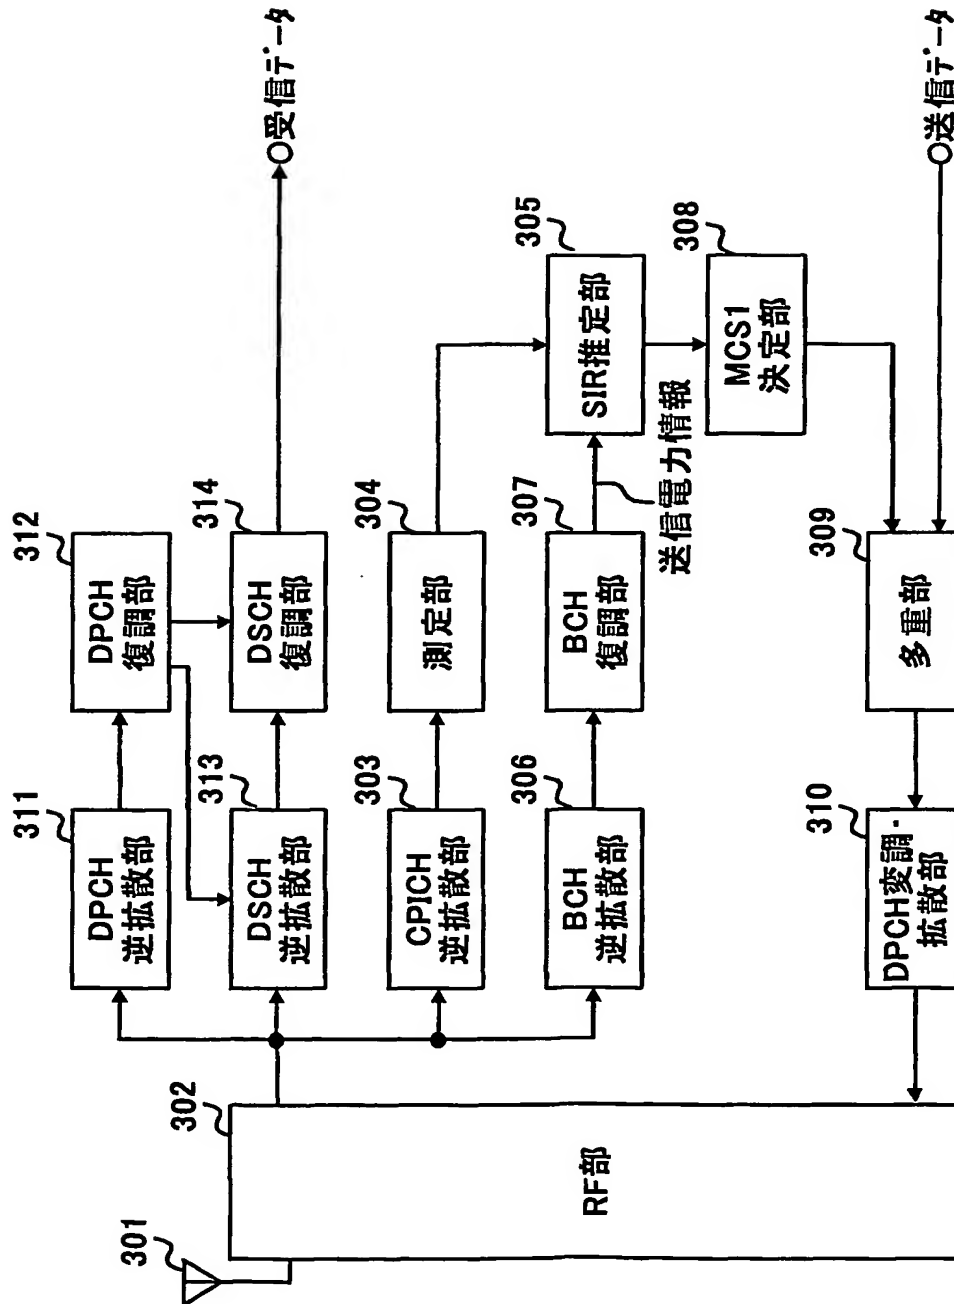 301
302
RF部
311
DPCH
逆拡散部
312
DPCH
復調部
313
DSCH
逆拡散部
314
DSCH
復調部
受信データ
303
CPICH
逆拡散部
304
測定部
305
SIR推定部
306
BCH
逆拡散部
307
BCH
復調部
送信電力情報
308
MCS1
決定部
309
多重部
310
DPCH変調・
拡散部
送信データ